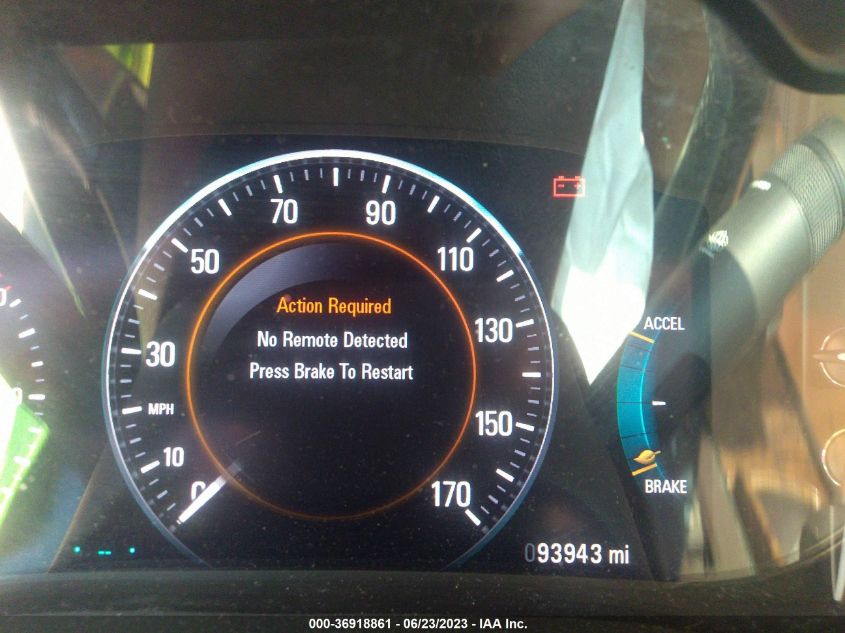 70
90
50
110
Action Required
ACCEL
130
No Remote Detected
30
Press Brake To Restart
MPH
150
10
BRAKE
0
170
093943 mi
000-36918861 - 06/23/2023 - IAA Inc.